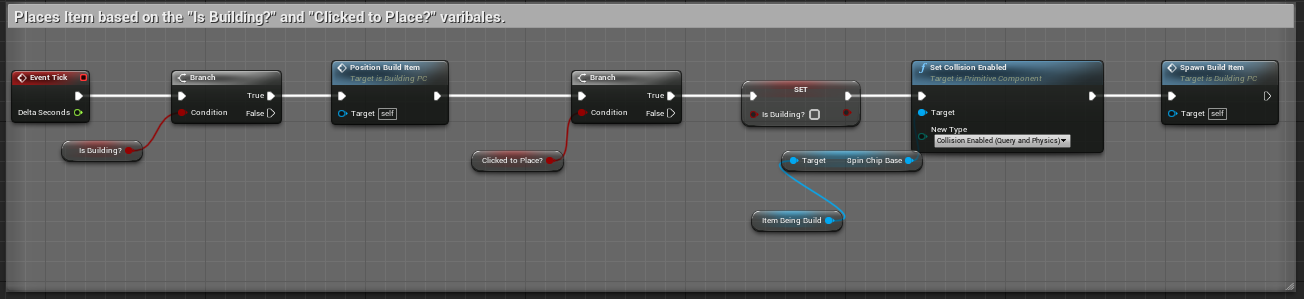 Places Item based on the "Is Building?" and "Clicked to Place?" varibales.
Event Tick
Delta Seconds
Is Building?
Branch
True
Condition
False
Position Build Item
Target is Building PC
Target
self
Clicked to Place?
Branch
True
Condition
False
SET
Is Building?
Target
Spin Chip Base
Item Being Build
Set Collision Enabled
Target is Primitive Component
Target
New Type
Collision Enabled (Query and Physics)
Spawn Build Item
Target is Building PC
Target
self